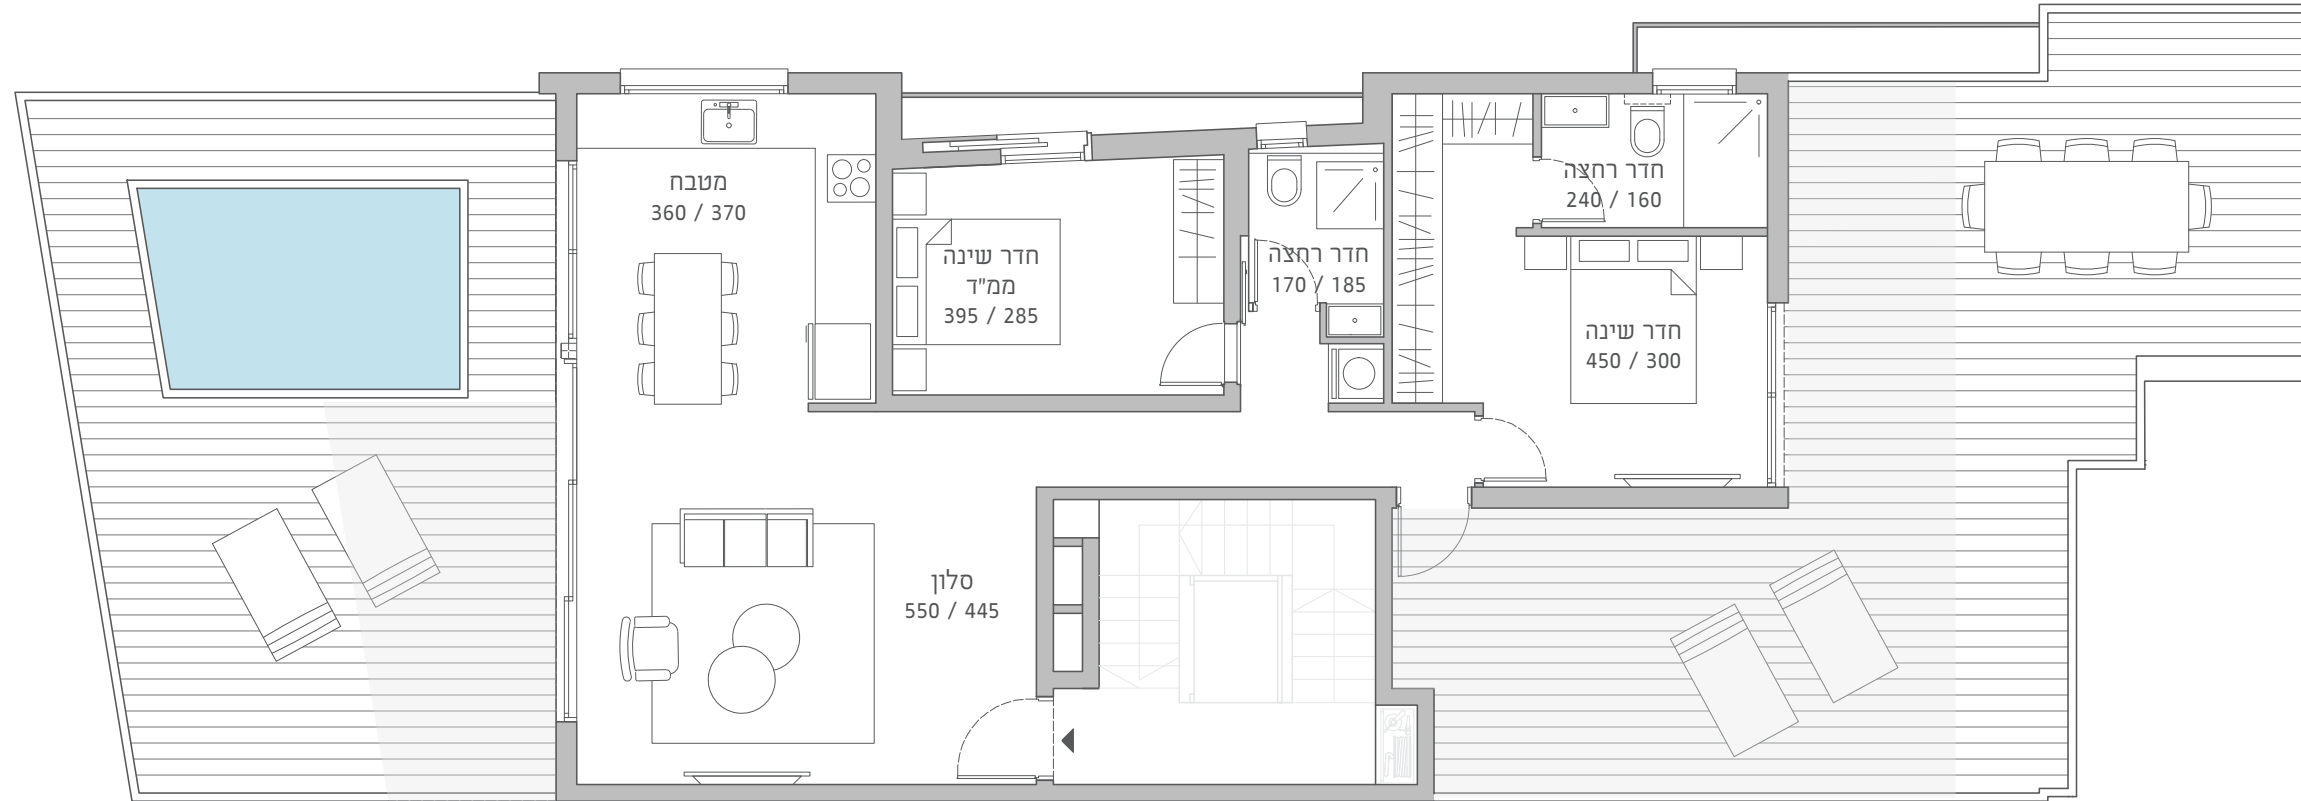 מטבח
360 / 370
חדר שינה
ממ"ד
395 / 285
חדר רחצה
170 / 185
חדר רחצה
240 / 160
חדר שינה
450 / 300
סלון
550 / 445